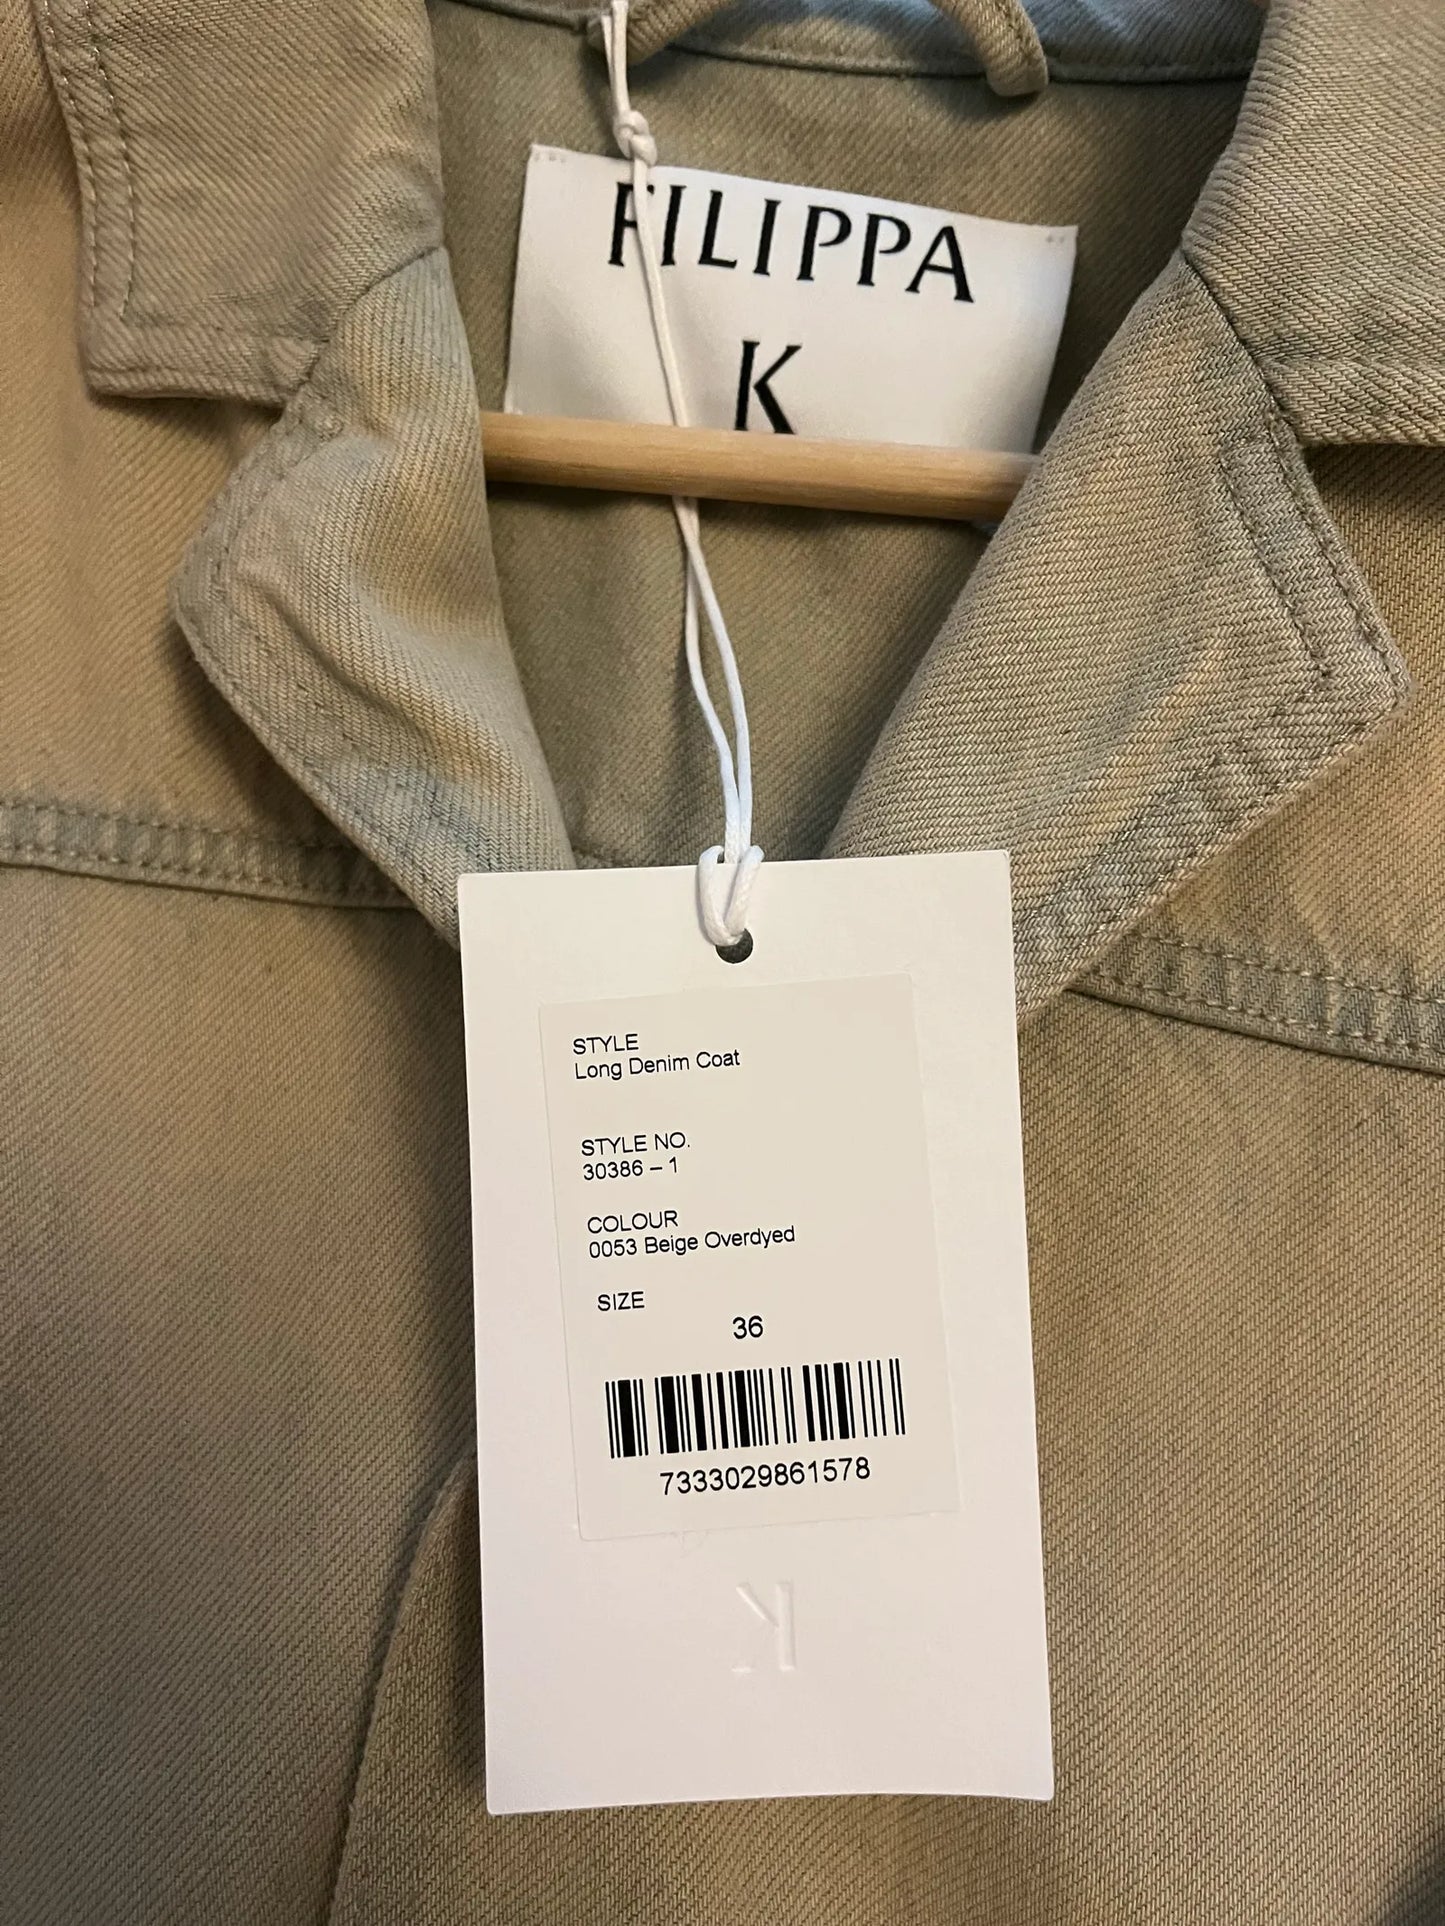 FILIPPA
K
STYLE
Long Denim Coat
STYLE NO.
30386 – 1
COLOUR
0053 Beige Overdyed
SIZE
36
7333029861578
K